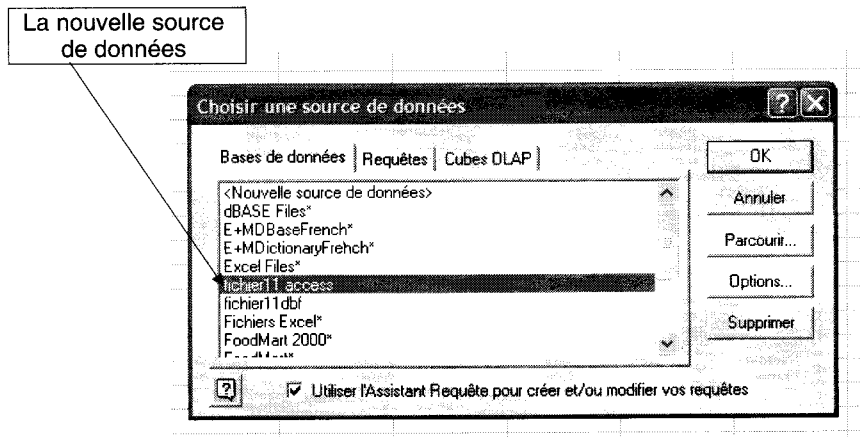 La nouvelle source
de données
Choisir une source de données
Bases de données
Requêtes
Cubes OLAP
<Nouvelle source de données>
dBASE Files*
E+MDBaseFrench*
E+MDictionaryFrehch*
Excel Files*
fichier11 access
fichier11dbf
Fichiers Excel*
FoodMart 2000*
OK
Annuler
Parcourir...
Options...
Supprimer
Utiliser l'Assistant Requête pour créer et/ou modifier vos requêtes